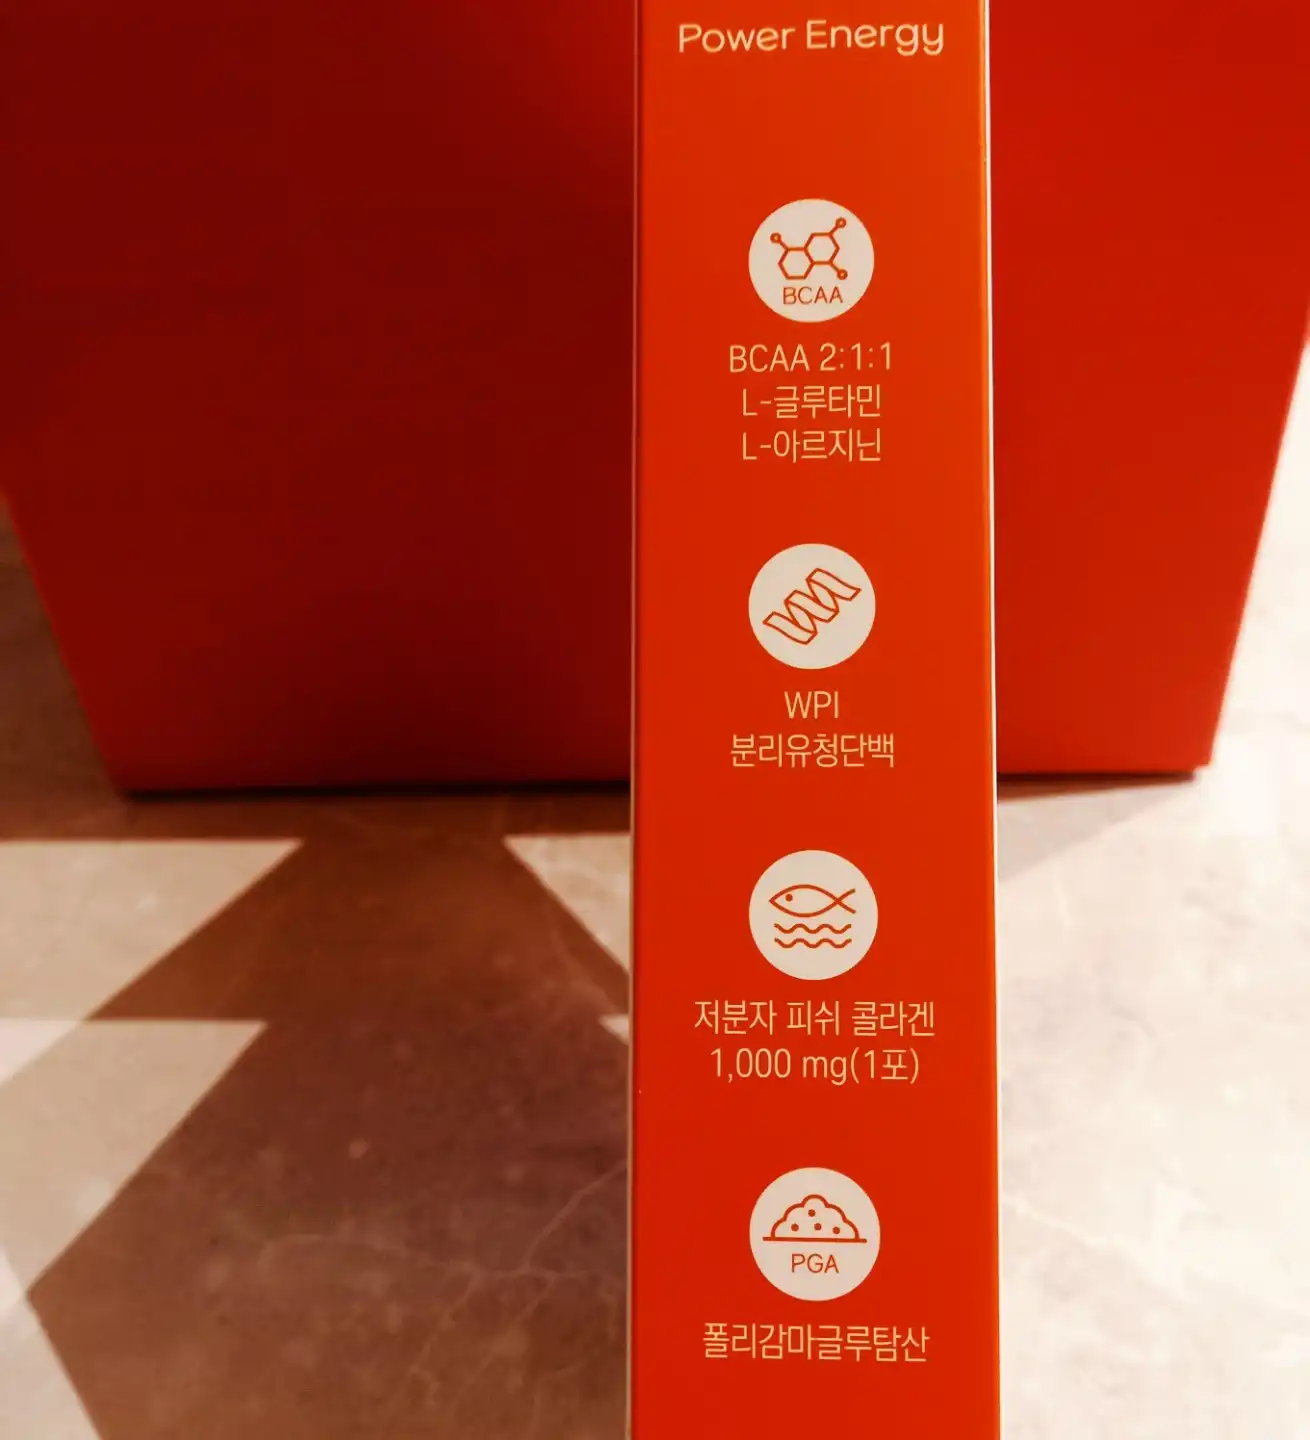 Power Energy
BCAA
BCAA 2:1:1
L-글루타민
L-아르지닌
WPI
분리유청단백
저분자 피쉬 콜라겐
1,000 mg(1포)
PGA
폴리감마글루탐산